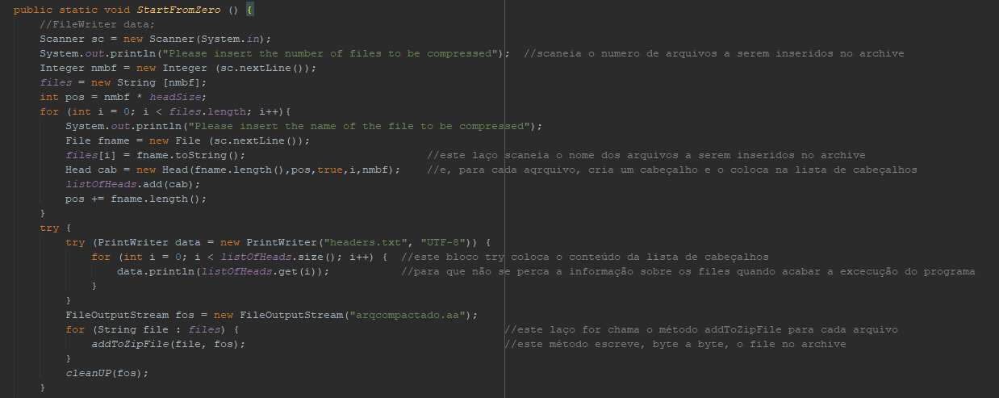 public static void StartFromZero () {
    //FileWriter data;
    Scanner sc = new Scanner(System.in);
    System.out.println("Please insert the number of files to be compressed");  //scaneia o numero de arquivos a serem inseridos no archive
    Integer nmbf = new Integer (sc.nextLine());
    files = new String [nmbf];
    int pos = nmbf * headSize;
    for (int i = 0; i < files.length; i++){
        System.out.println("Please insert the name of the file to be compressed");
        File fname = new File (sc.nextLine());
        files[i] = fname.toString();                            //este laço scaneia o nome dos arquivos a serem inseridos no archive
        Head cab = new Head(fname.length(),pos,true,i,nmbf);    //e, para cada aqrquivo, cria um cabeçalho e o coloca na lista de cabeçalhos
        listOfHeads.add(cab);
        pos += fname.length();
    }
    try {
        try (PrintWriter data = new PrintWriter("headers.txt", "UTF-8")) {
            for (int i = 0; i < listOfHeads.size(); i++) {  //este bloco try coloca o conteúdo da lista de cabeçalhos
                data.println(listOfHeads.get(i));           //para que não se perca a informação sobre os files quando acabar a excecução do programa
            }
        }
        FileOutputStream fos = new FileOutputStream("arqcompactado.aa");
        for (String file : files) {                                         //este laço for chama o método addToZipFile para cada arquivo
            addToZipFile(file, fos);                                        //este método escreve, byte a byte, o file no archive
        }
        cleanUP(fos);
    }